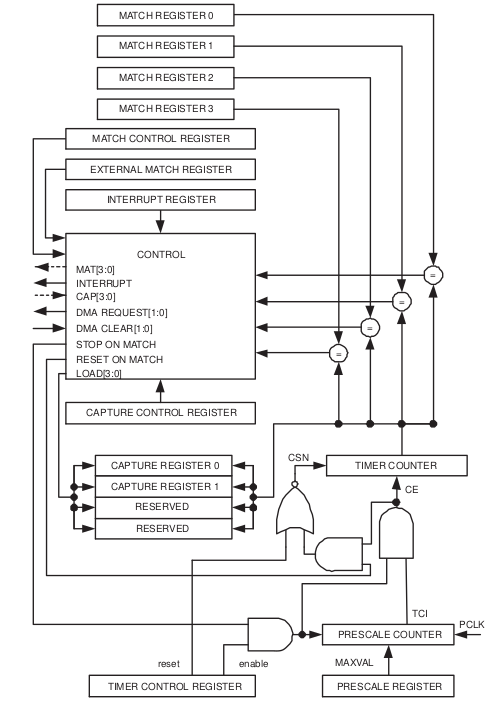 MATCH REGISTER 0
MATCH REGISTER 1
MATCH REGISTER 2
MATCH REGISTER 3
MATCH CONTROL REGISTER
EXTERNAL MATCH REGISTER
INTERRUPT REGISTER
CONTROL
MAT[3:0]
INTERRUPT
CAP[3:0]
DMA REQUEST[1:0]
DMA CLEAR[1:0]
STOP ON MATCH
RESET ON MATCH
LOAD[3:0]
=
=
=
=
CAPTURE CONTROL REGISTER
CAPTURE REGISTER 0
CAPTURE REGISTER 1
RESERVED
RESERVED
CSN
TIMER COUNTER
CE
TCI
PCLK
PRESCALE COUNTER
reset
enable
MAXVAL
TIMER CONTROL REGISTER
PRESCALE REGISTER